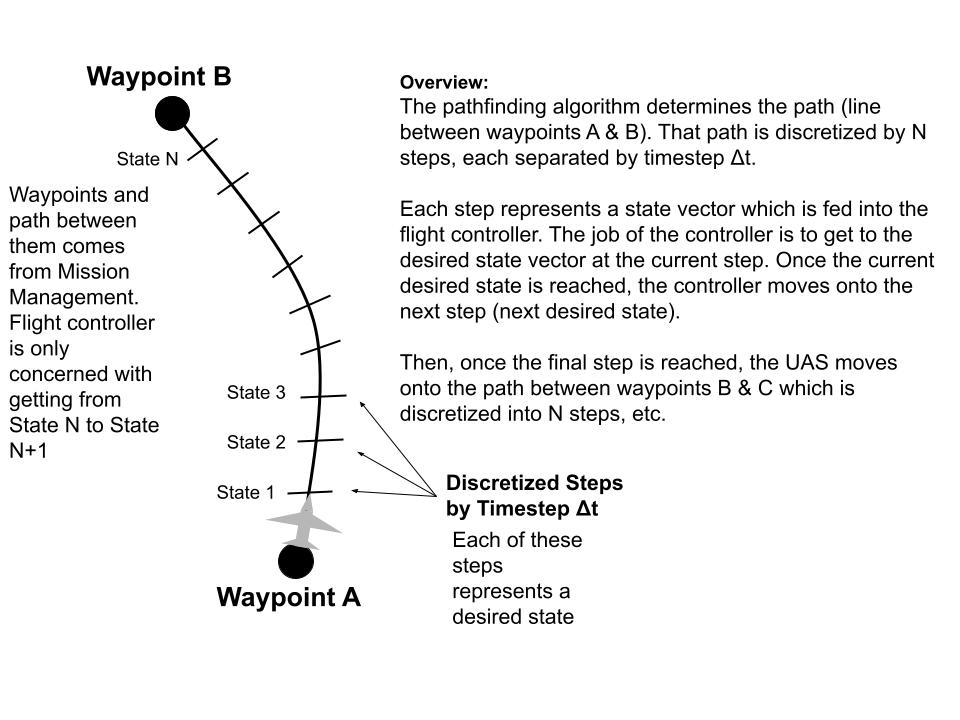 Waypoint B
State N
Waypoints and
path between
them comes
from Mission
Management.
Flight controller
is only
concerned with
getting from
State N to State
N+1
State 3
State 2
State 1
Waypoint A
Overview:
The pathfinding algorithm determines the path (line
between waypoints A & B). That path is discretized by N
steps, each separated by timestep Δt.
Each step represents a state vector which is fed into the
flight controller. The job of the controller is to get to the
desired state vector at the current step. Once the current
desired state is reached, the controller moves onto the
next step (next desired state).
Then, once the final step is reached, the UAS moves
onto the path between waypoints B & C which is
discretized into N steps, etc.
Discretized Steps
by Timestep Δt
Each of these
steps
represents a
desired state